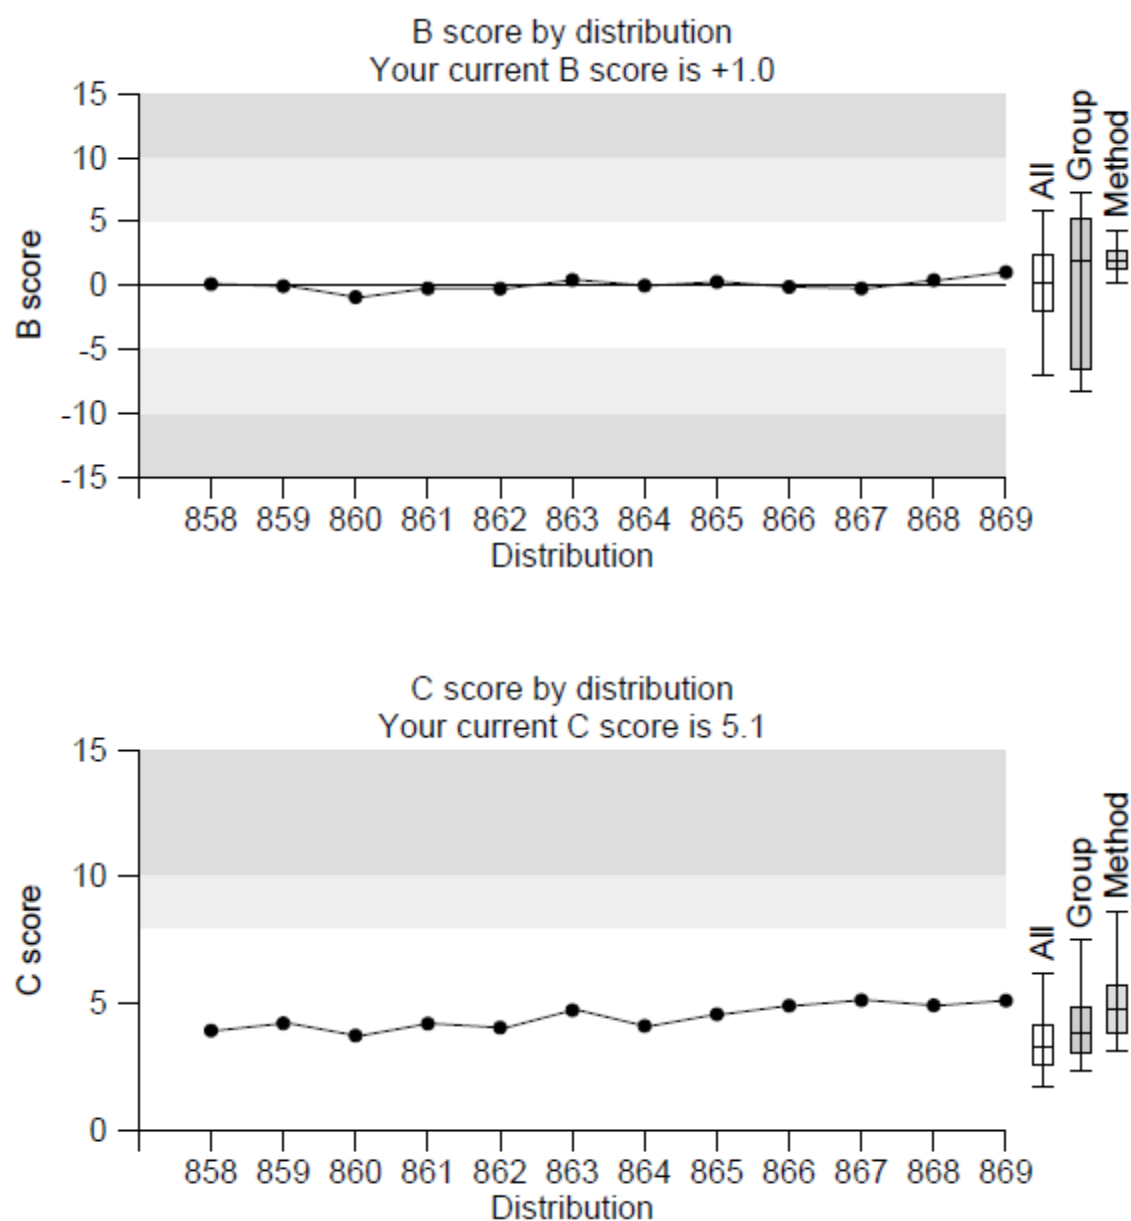 B score by distribution
Your current B score is +1.0
15
10
5
0
-5
-10
-15
B score
858 859 860 861 862 863 864 865 866 867 868 869
Distribution
All
Group
Method
C score by distribution
Your current C score is 5.1
15
10
5
0
C score
858 859 860 861 862 863 864 865 866 867 868 869
Distribution
All
Group
Method